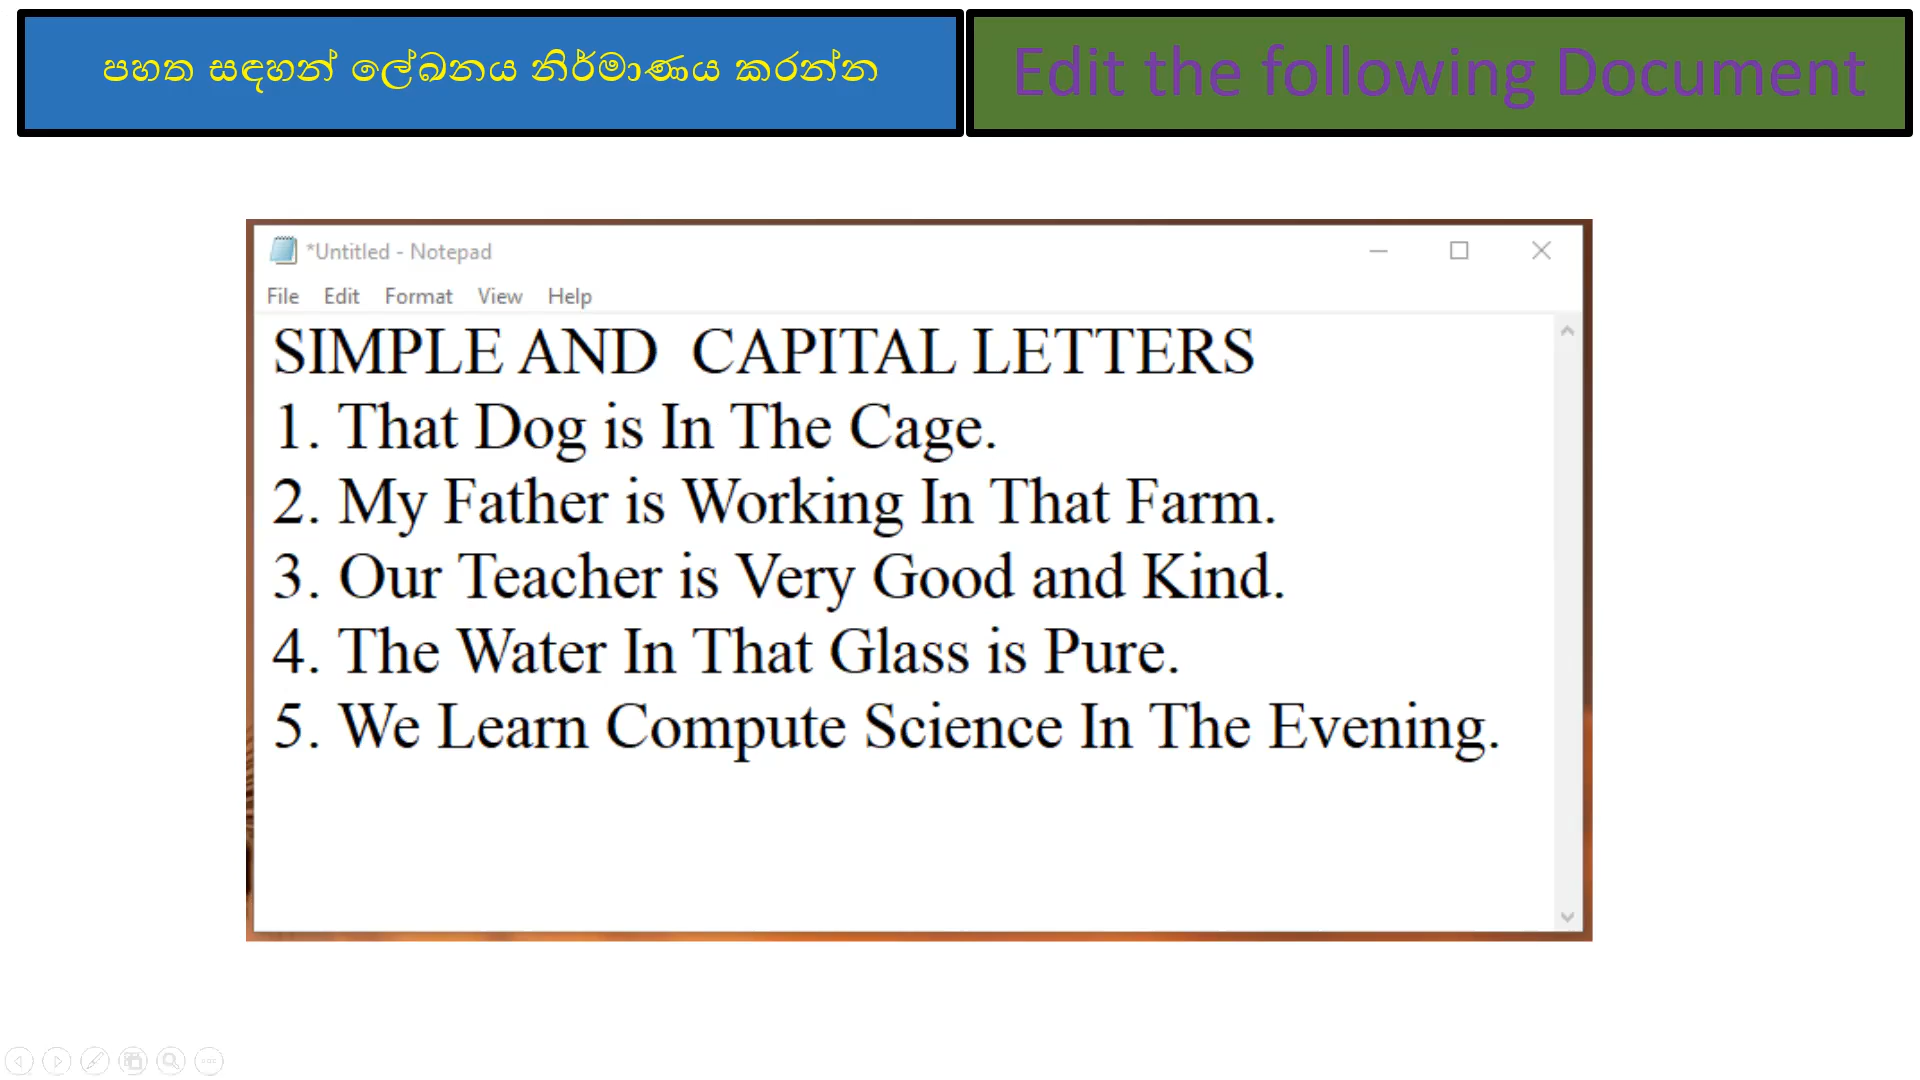 පහත සඳහන් ලේඛනය නිර්මාණය කරන්න
Edit the following Document
*Untitled - Notepad
File Edit Format View Help
SIMPLE AND  CAPITAL LETTERS
1. That Dog is In The Cage.
2. My Father is Working In That Farm.
3. Our Teacher is Very Good and Kind.
4. The Water In That Glass is Pure.
5. We Learn Compute Science In The Evening.